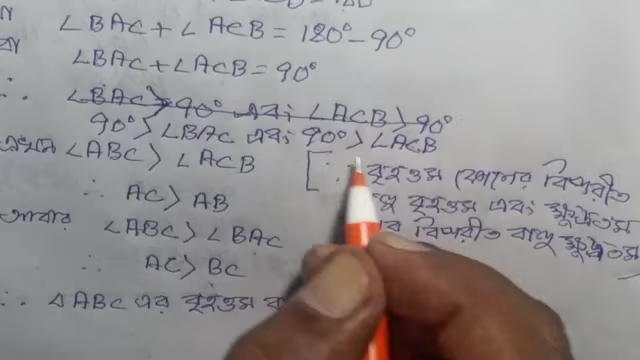 ∠BAC + ∠ACB = 120° - 90°
∠BAC + ∠ACB = 90°
∴ ∠BAC > 90° এবং ∠ACB > 90°
90° > ∠BAC এবং 90° > ∠ACB
এখন ∠ABC > ∠ACB [∵ বৃহত্তম কোনের বিপরীত
∴ AC > AB বৃহত্তম এবং ক্ষুদ্রতম
আবার ∠ABC > ∠BAC বিপরীত বাহু ক্ষুদ্রতম
∴ AC > BC
∴ ΔABC এর বৃহত্তম